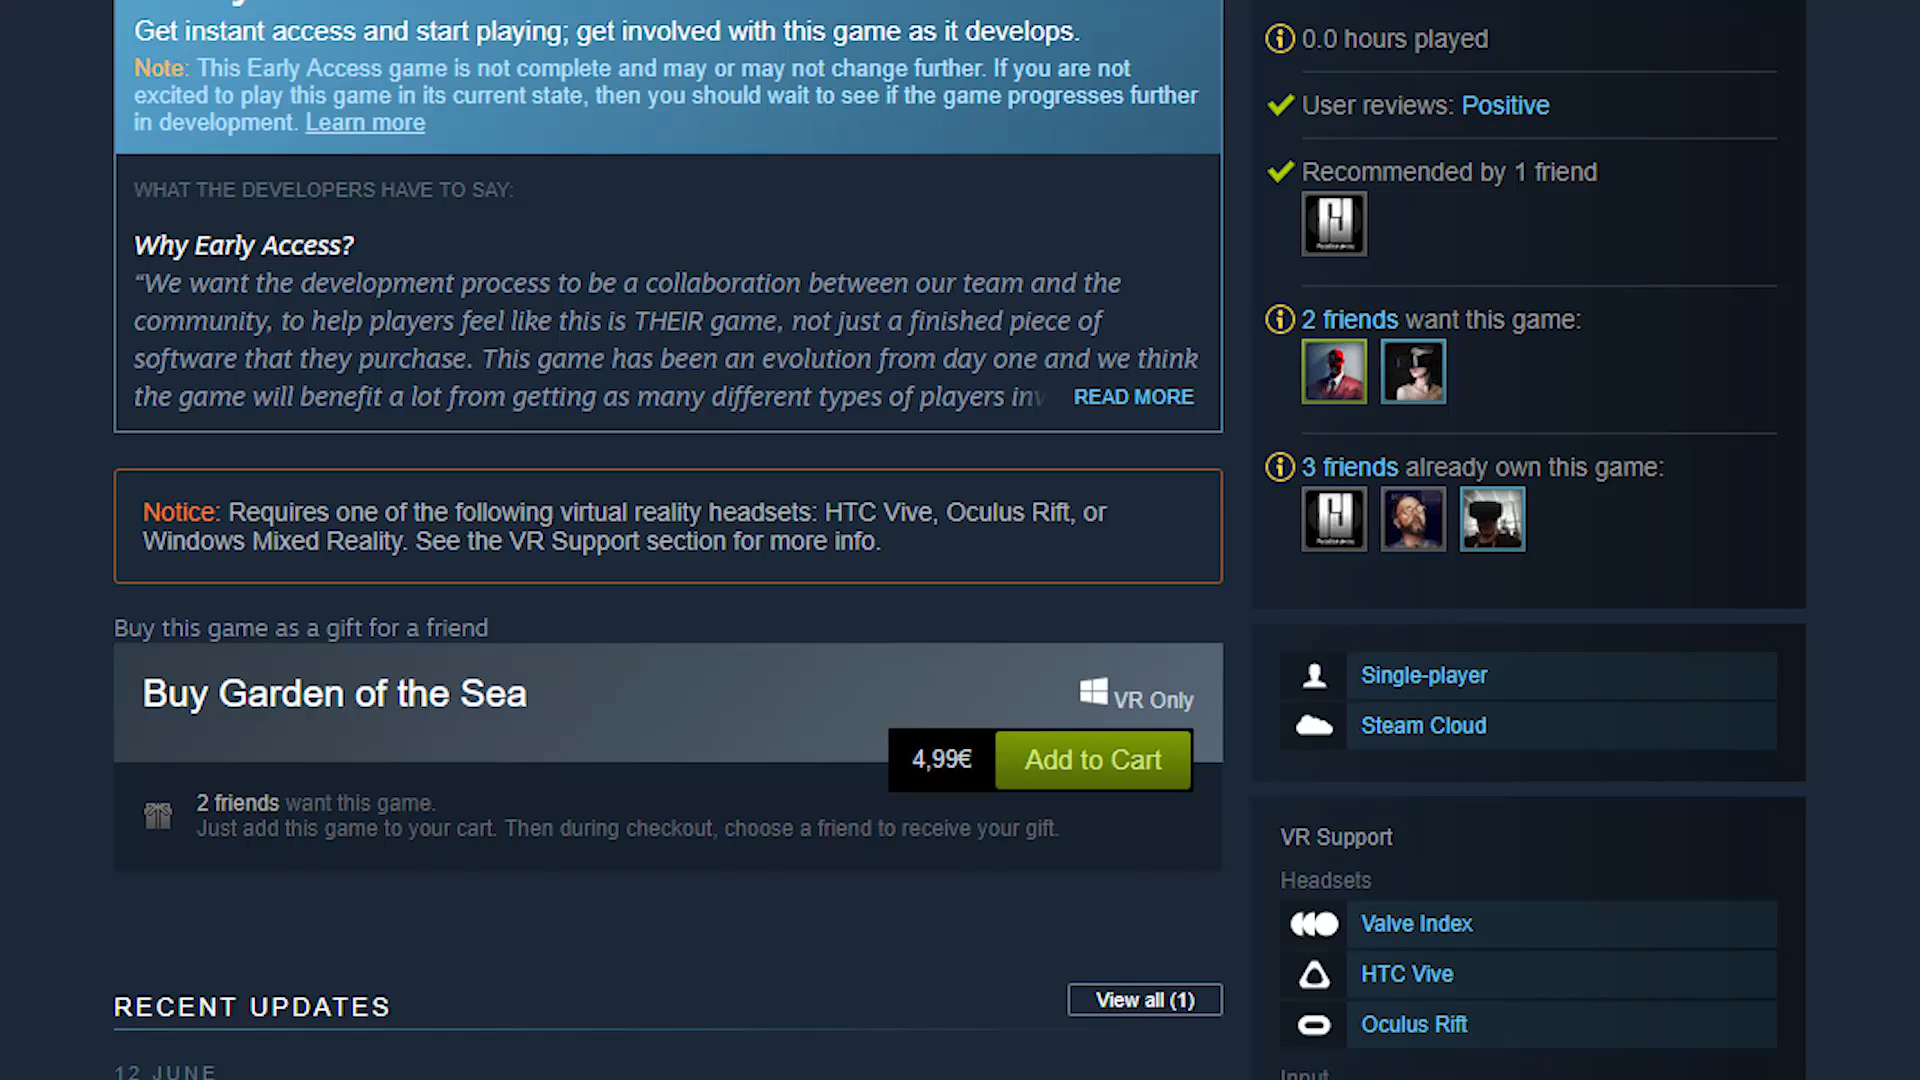 Get instant access and start playing; get involved with this game as it develops.
Note: This Early Access game is not complete and may or may not change further. If you are not
excited to play this game in its current state, then you should wait to see if the game progresses further
in development. Learn more
WHAT THE DEVELOPERS HAVE TO SAY:
Why Early Access?
“We want the development process to be a collaboration between our team and the
community, to help players feel like this is THEIR game, not just a finished piece of
software that they purchase. This game has been an evolution from day one and we think
the game will benefit a lot from getting as many different types of players inv READ MORE
Notice: Requires one of the following virtual reality headsets: HTC Vive, Oculus Rift, or
Windows Mixed Reality. See the VR Support section for more info.
Buy this game as a gift for a friend
Buy Garden of the Sea
VR Only
4,99€ Add to Cart
2 friends want this game.
Just add this game to your cart. Then during checkout, choose a friend to receive your gift.
RECENT UPDATES
View all (1)
12 JUNE
0.0 hours played
User reviews: Positive
Recommended by 1 friend
2 friends want this game:
3 friends already own this game:
Single-player
Steam Cloud
VR Support
Headsets
Valve Index
HTC Vive
Oculus Rift
Input